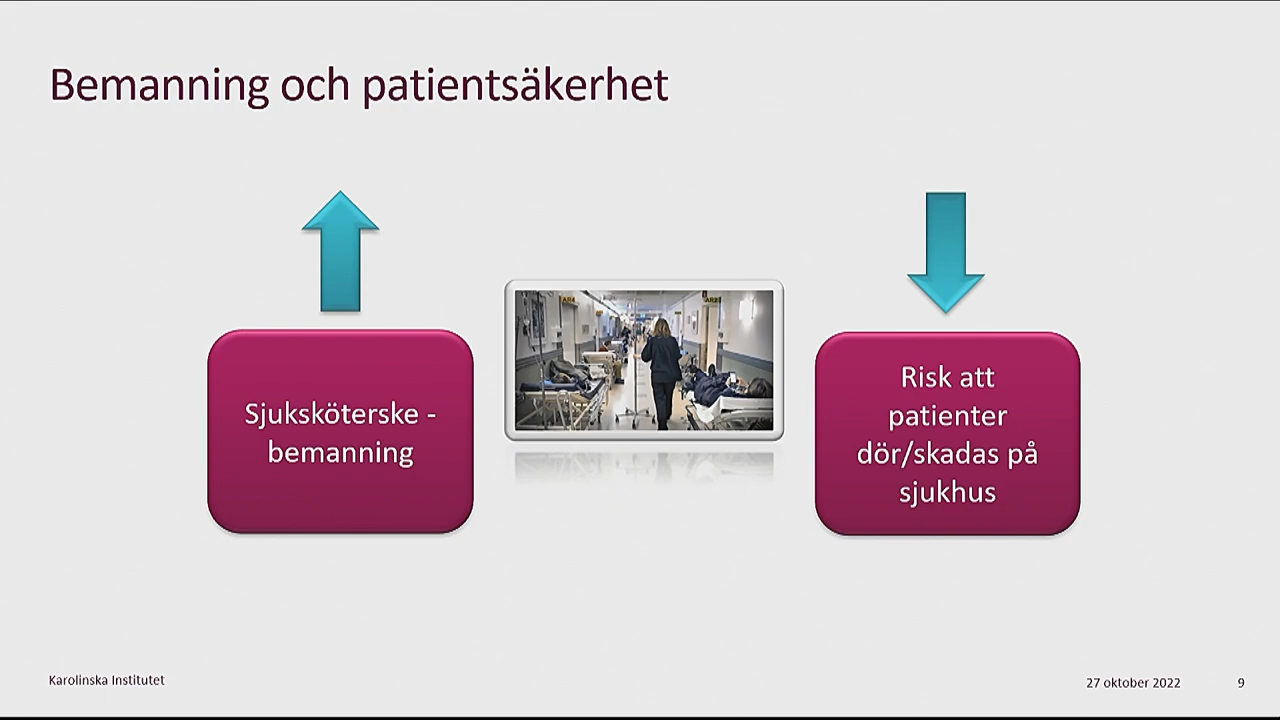 Bemanning och patientsäkerhet
Sjuksköterske -
bemanning
Risk att
patienter
dör/skadas på
sjukhus
Karolinska Institutet
27 oktober 2022
9